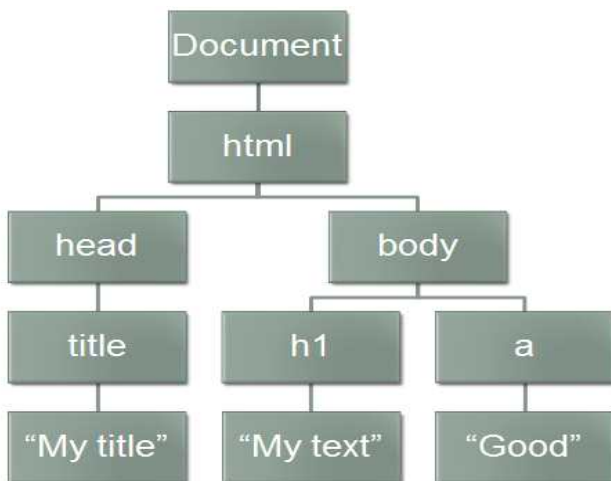 Document
html
head
body
title
h1
a
“My title”
“My text”
“Good”